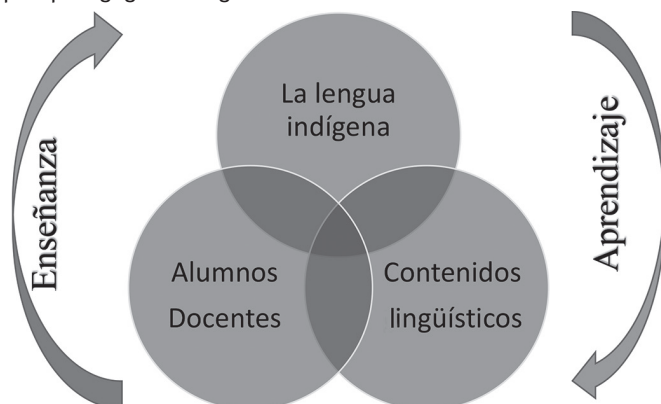 La lengua
indígena
Enseñanza
Aprendizaje
Alumnos
Docentes
Contenidos
lingüísticos